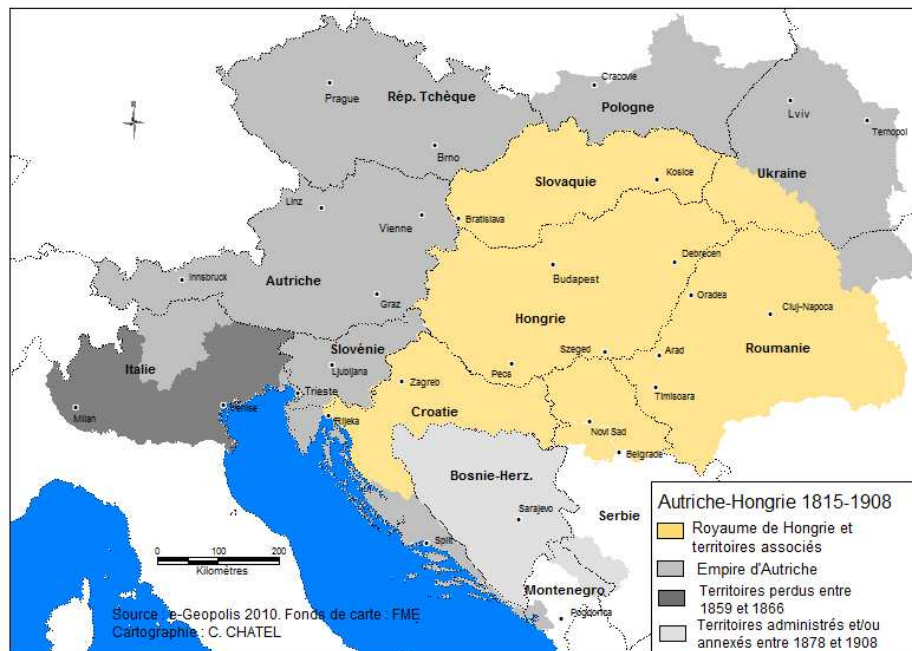 Cracovie
Prague
Rép. Tchèque
Pologne
Lviv
Ternopol
Brno
Ukraine
Slovaquie
Kosice
Linz
Vienne
Bratislava
Debrecen
Budapest
Innsbruck
Autriche
Oradea
Graz
Cluj-Napoca
Hongrie
Slovénie
Szeged
Arad
Roumanie
Italie
Ljubljana
Pecs
Zagreb
Timisoara
Trieste
Venise
Milan
Croatie
Rijeka
Novi Sad
Belgrade
Bosnie-Herz.
Sarajevo
Serbie
Split
Montenegro
Podgorica
0 100 200
Kilomètres
Source : e-Geopolis 2010. Fonds de carte : FME
Cartographie : C. CHATEL
Autriche-Hongrie 1815-1908
Royaume de Hongrie et
territoires associés
Empire d'Autriche
Territoires perdus entre
1859 et 1866
Territoires administrés et/ou
annexés entre 1878 et 1908